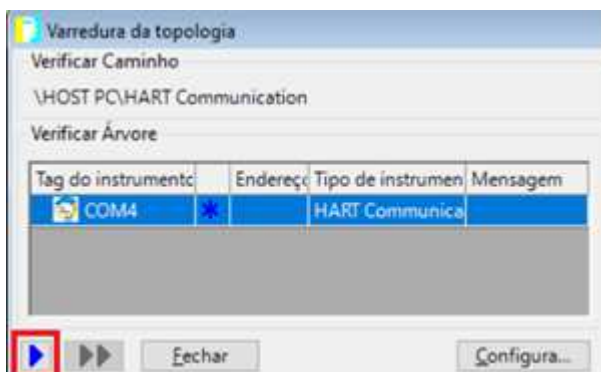 Varredura da topologia
Verificar Caminho
\HOST PC\HART Communication
Verificar Árvore
Tag do instrumentc Endereç Tipo de instrumen Mensagem
COM4 HART Communica
Fechar Configura...